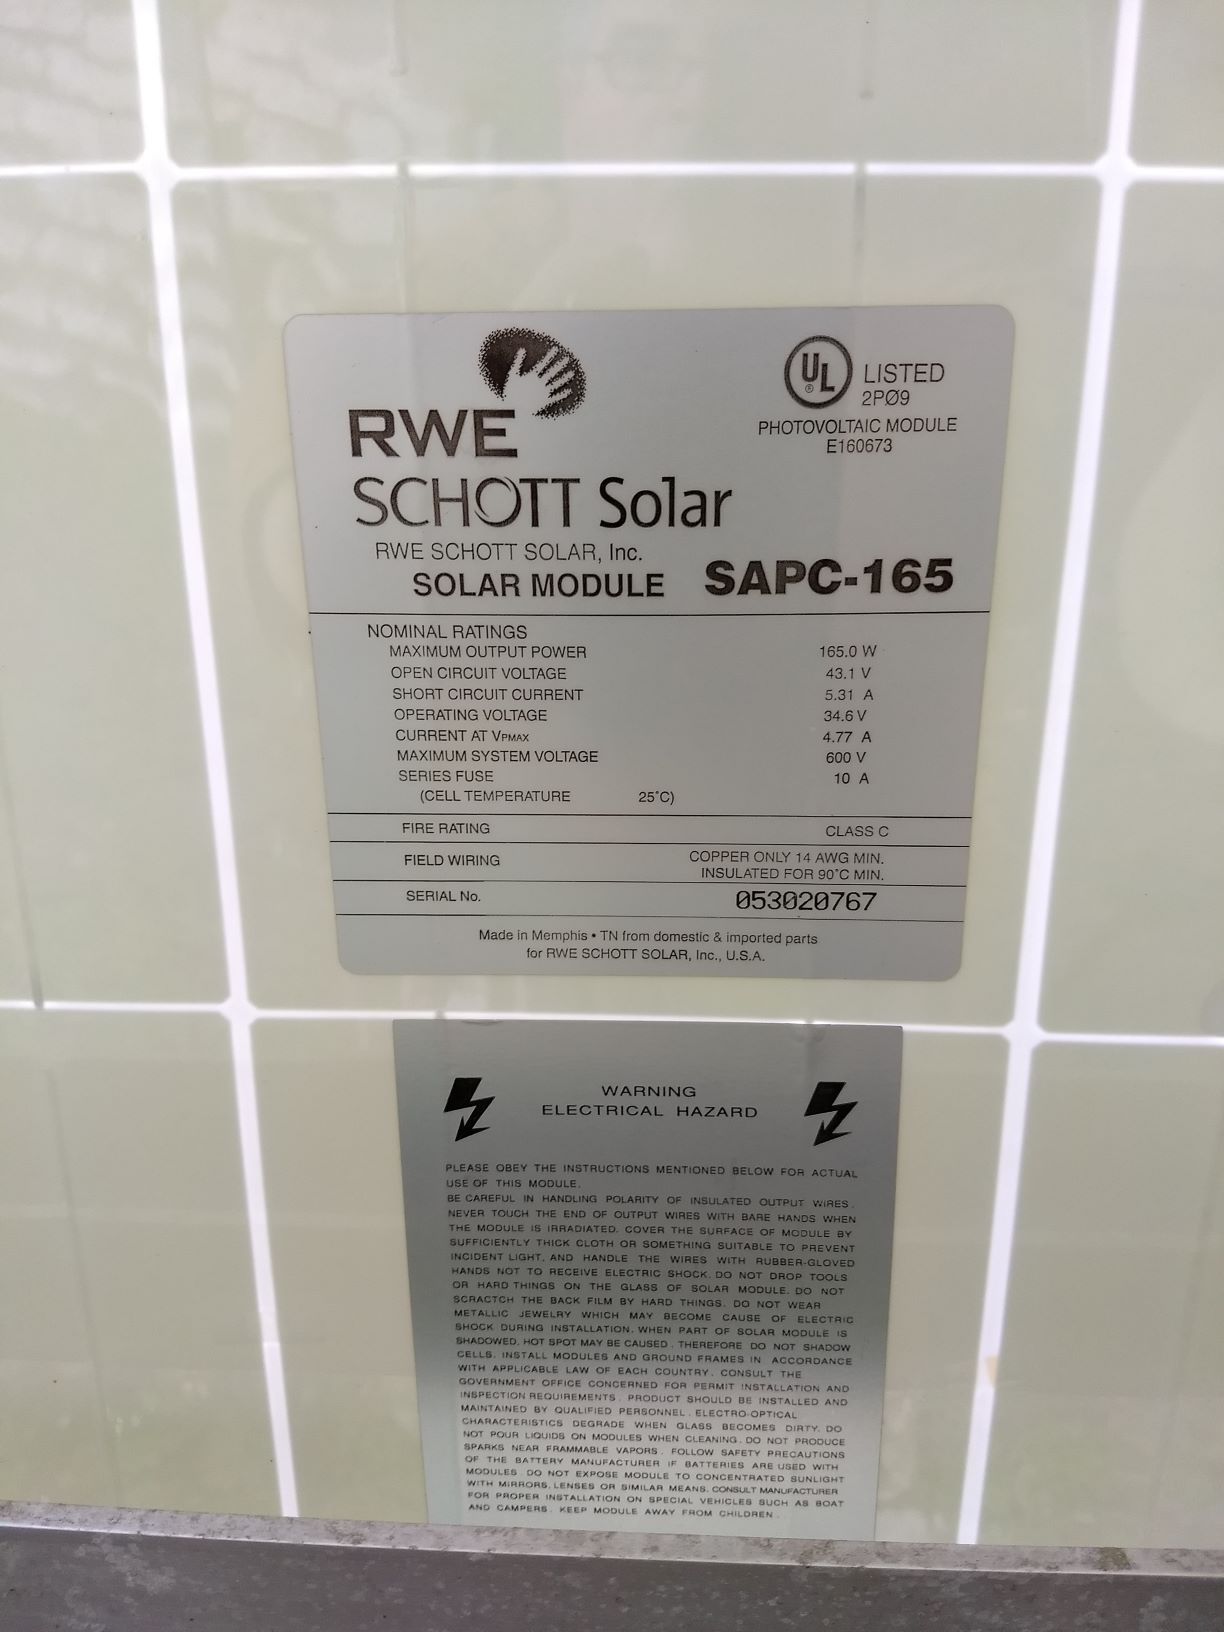 RWE
SCHOTT Solar
RWE SCHOTT SOLAR, Inc.
SOLAR MODULE SAPC-165
UL
®
LISTED
2PØ9
PHOTOVOLTAIC MODULE
E160673
NOMINAL RATINGS
MAXIMUM OUTPUT POWER 165.0 W
OPEN CIRCUIT VOLTAGE 43.1 V
SHORT CIRCUIT CURRENT 5.31 A
OPERATING VOLTAGE 34.6 V
CURRENT AT VPMAX 4.77 A
MAXIMUM SYSTEM VOLTAGE 600 V
SERIES FUSE 10 A
(CELL TEMPERATURE 25°C)
FIRE RATING CLASS C
FIELD WIRING COPPER ONLY 14 AWG MIN.
INSULATED FOR 90°C MIN.
SERIAL No. 053020767
Made in Memphis • TN from domestic & imported parts
for RWE SCHOTT SOLAR, Inc., U.S.A.
WARNING
ELECTRICAL HAZARD
PLEASE OBEY THE INSTRUCTIONS MENTIONED BELOW FOR ACTUAL
USE OF THIS MODULE.
BE CAREFUL IN HANDLING POLARITY OF INSULATED OUTPUT WIRES.
NEVER TOUCH THE END OF OUTPUT WIRES WITH BARE HANDS WHEN
THE MODULE IS IRRADIATED. COVER THE SURFACE OF MODULE BY
SUFFICIENTLY THICK CLOTH OR SOMETHING SUITABLE TO PREVENT
INCIDENT LIGHT, AND HANDLE THE WIRES WITH RUBBER-GLOVED
HANDS NOT TO RECEIVE ELECTRIC SHOCK. DO NOT DROP TOOLS
OR HARD THINGS ON THE GLASS OF SOLAR MODULE. DO NOT
SCRACTCH THE BACK FILM BY HARD THINGS. DO NOT WEAR
METALLIC JEWELRY WHICH MAY BECOME CAUSE OF ELECTRIC
SHOCK DURING INSTALLATION. WHEN PART OF SOLAR MODULE IS
SHADOWED, HOT SPOT MAY BE CAUSED. THEREFORE DO NOT SHADOW
CELLS. INSTALL MODULES AND GROUND FRAMES IN ACCORDANCE
WITH APPLICABLE LAW OF EACH COUNTRY. CONSULT THE
GOVERNMENT OFFICE CONCERNED FOR PERMIT INSTALLATION AND
INSPECTION REQUIREMENTS. PRODUCT SHOULD BE INSTALLED AND
MAINTAINED BY QUALIFIED PERSONNEL. ELECTRO-OPTICAL
CHARACTERISTICS DEGRADE WHEN GLASS BECOMES DIRTY. DO
NOT POUR LIQUIDS ON MODULES WHEN CLEANING. DO NOT PRODUCE
SPARKS NEAR FRAMMABLE VAPORS. FOLLOW SAFETY PRECAUTIONS
OF THE BATTERY MANUFACTURER IF BATTERIES ARE USED WITH
MODULES. DO NOT EXPOSE MODULE TO CONCENTRATED SUNLIGHT
WITH MIRRORS, LENSES OR SIMILAR MEANS. CONSULT MANUFACTURER
FOR PROPER INSTALLATION ON SPECIAL VEHICLES SUCH AS BOAT
AND CAMPERS. KEEP MODULE AWAY FROM CHILDREN.